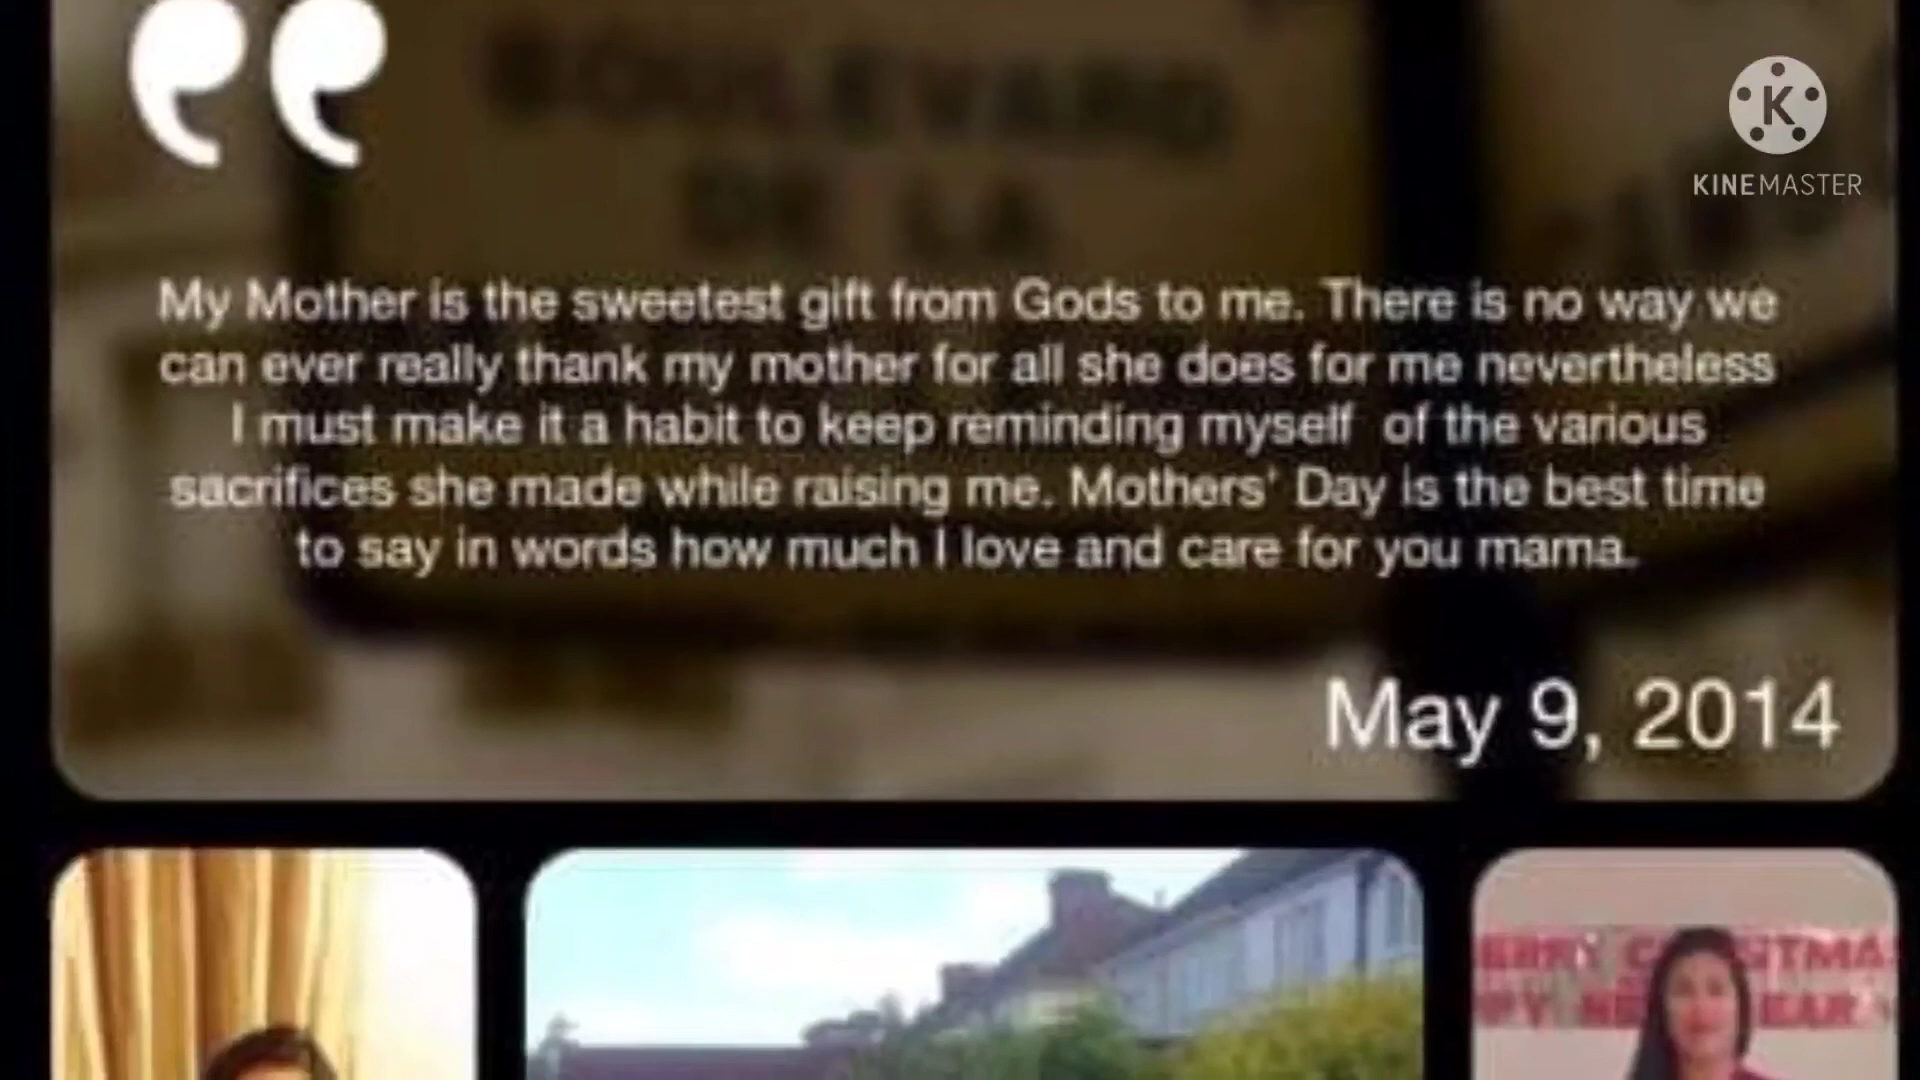 BOULEVARD
DE LA
KINEMASTER
My Mother is the sweetest gift from Gods to me. There is no way we
can ever really thank my mother for all she does for me nevertheless
I must make it a habit to keep reminding myself of the various
sacrifices she made while raising me. Mothers' Day is the best time
to say in words how much I love and care for you mama.
May 9, 2014